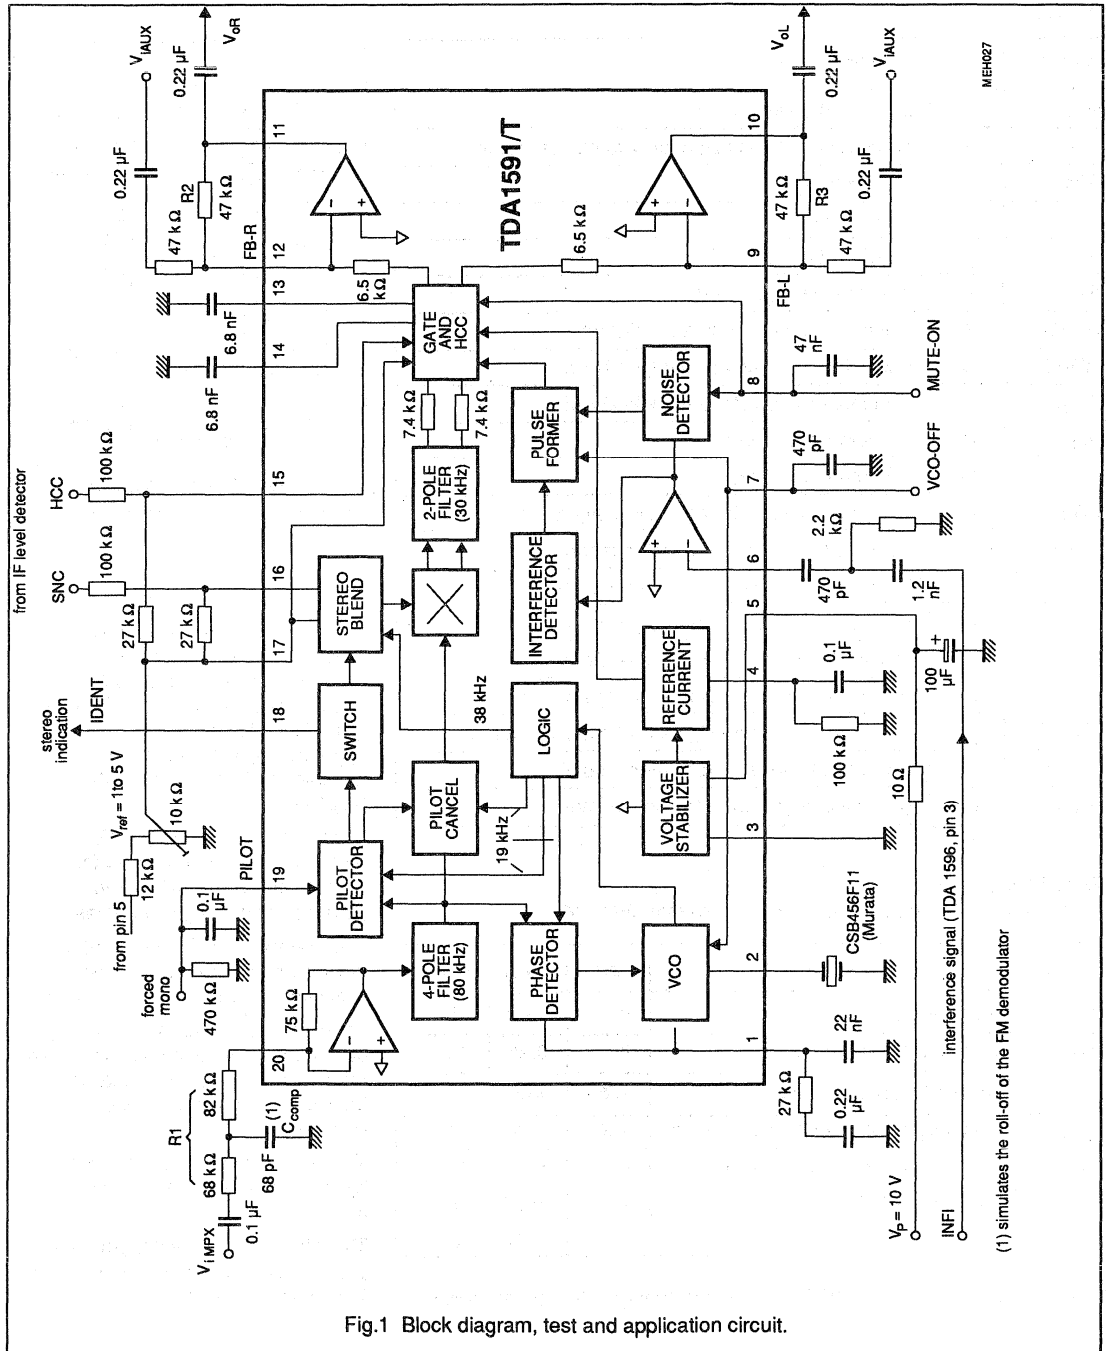 from IF level detector
HCC
100 kΩ
SNC
100 kΩ
27 kΩ
27 kΩ
stereo
indication
IDENT
V ref = 1 to 5 V
10 kΩ
12 kΩ
from pin 5
PILOT
0.1
µF
forced
mono
470 kΩ
R1
82 kΩ
68 kΩ
68 pF
(1)
C comp
0.1 µF
V i MPX
ViAUX
0.22 µF
VoR
0.22 µF
47 kΩ
R2
47 kΩ
FB-R
6.8 nF
6.8 nF
11
12
13
14
15
16
17
18
19
20
TDA1591/T
6.5
kΩ
6.5 kΩ
GATE
AND
HCC
7.4 kΩ
7.4 kΩ
2-POLE
FILTER
(30 kHz)
STEREO
BLEND
SWITCH
PILOT
DETECTOR
PILOT
CANCEL
4-POLE
FILTER
(80 kHz)
75 kΩ
38 kHz
19 kHz
LOGIC
PHASE
DETECTOR
VCO
INTERFERENCE
DETECTOR
PULSE
FORMER
NOISE
DETECTOR
REFERENCE
CURRENT
VOLTAGE
STABILIZER
−
+
+
−
+
−
−
+
10
9
8
7
6
5
4
3
2
1
VoL
0.22 µF
ViAUX
0.22 µF
47 kΩ
R3
47 kΩ
FB-L
MEH027
47
nF
MUTE-ON
470
pF
VCO-OFF
2.2
kΩ
470
pF
1.2
nF
100
µF
+
0.1
µF
100 kΩ
10 Ω
CSB456F11
(Murata)
22
nF
27 kΩ
0.22
µF
VP = 10 V
INFI
interference signal (TDA 1596, pin 3)
(1) simulates the roll-off of the FM demodulator
Fig.1 Block diagram, test and application circuit.